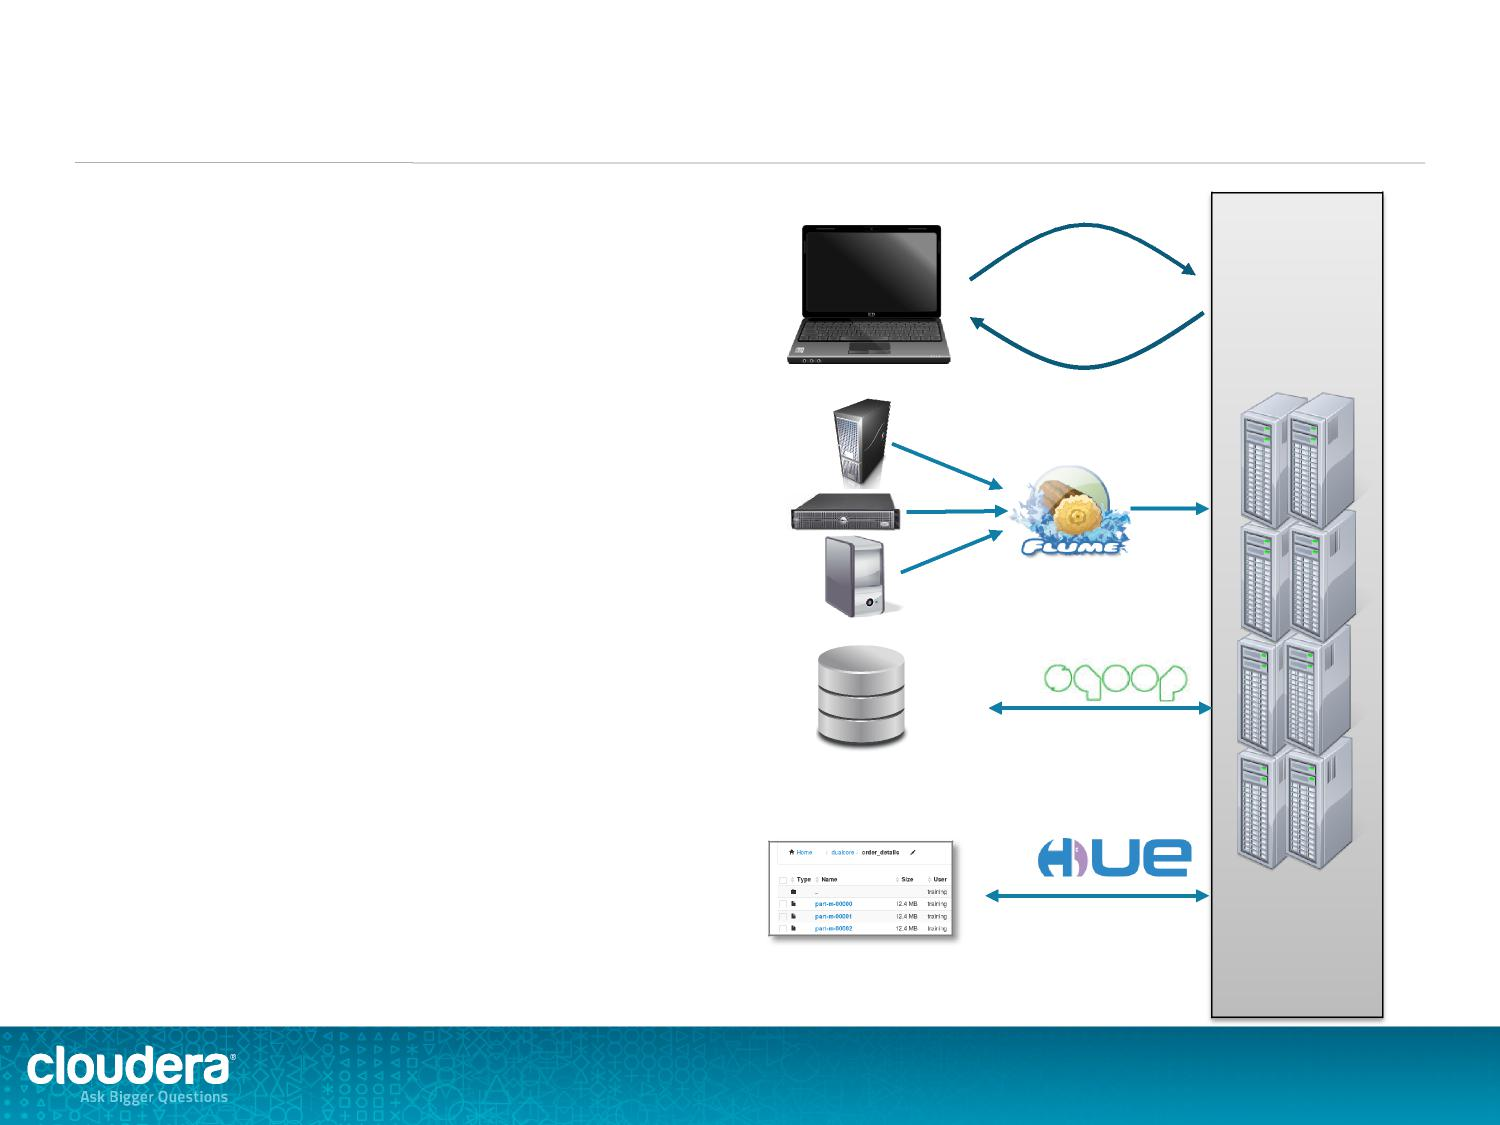 FLUME
sqoop
HUE
Home / dualcore / order_details
Type Name Size User
.. training
part-m-00000 12.4 MB training
part-m-00001 12.4 MB training
part-m-00002 12.4 MB training
cloudera®
Ask Bigger Questions